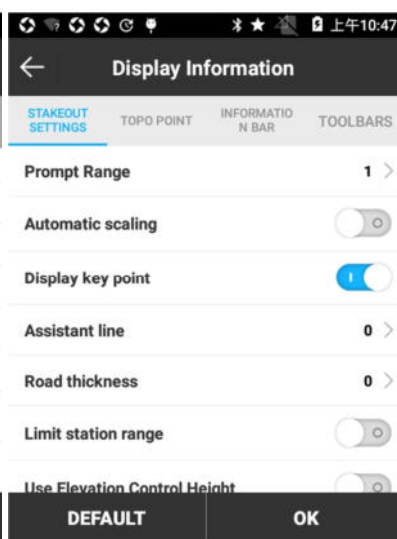 上午10:47
Display Information
STAKEOUT
SETTINGS
TOPO POINT
INFORMATIO
N BAR
TOOLBARS
Prompt Range 1
Automatic scaling
Display key point
Assistant line 0
Road thickness 0
Limit station range
Use Elevation Control Height
DEFAULT OK